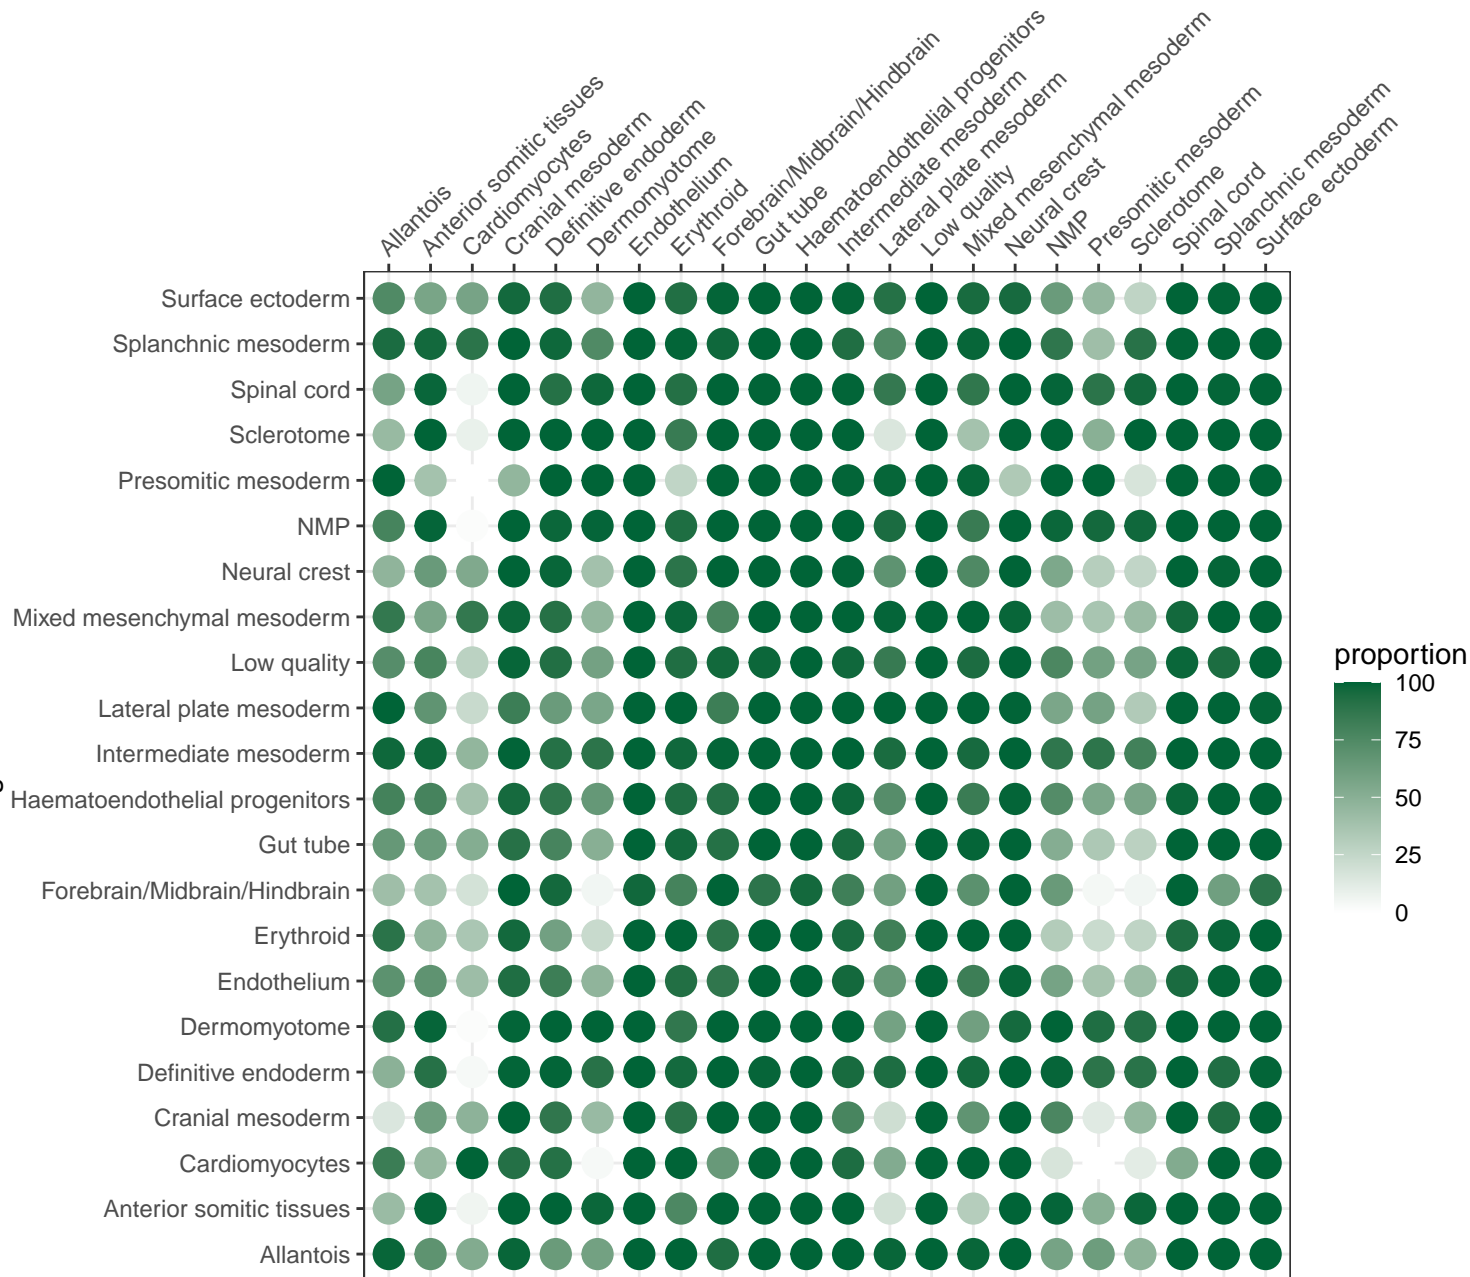 Allantois
Anterior somitic tissues
Cardiomyocytes
Cranial mesoderm
Definitive endoderm
Dermomyotome
Endothelium
Erythroid
Forebrain/Midbrain/Hindbrain
Gut tube
Haematoendothelial progenitors
Intermediate mesoderm
Lateral plate mesoderm
Low quality
Mixed mesenchymal mesoderm
Neural crest
NMP
Presomitic mesoderm
Sclerotome
Spinal cord
Splanchnic mesoderm
Surface ectoderm
Surface ectoderm
Splanchnic mesoderm
Spinal cord
Sclerotome
Presomitic mesoderm
NMP
Neural crest
Mixed mesenchymal mesoderm
Low quality
Lateral plate mesoderm
Intermediate mesoderm
Haematoendothelial progenitors
Gut tube
Forebrain/Midbrain/Hindbrain
Erythroid
Endothelium
Dermomyotome
Definitive endoderm
Cranial mesoderm
Cardiomyocytes
Anterior somitic tissues
Allantois
proportion
100
75
50
25
0